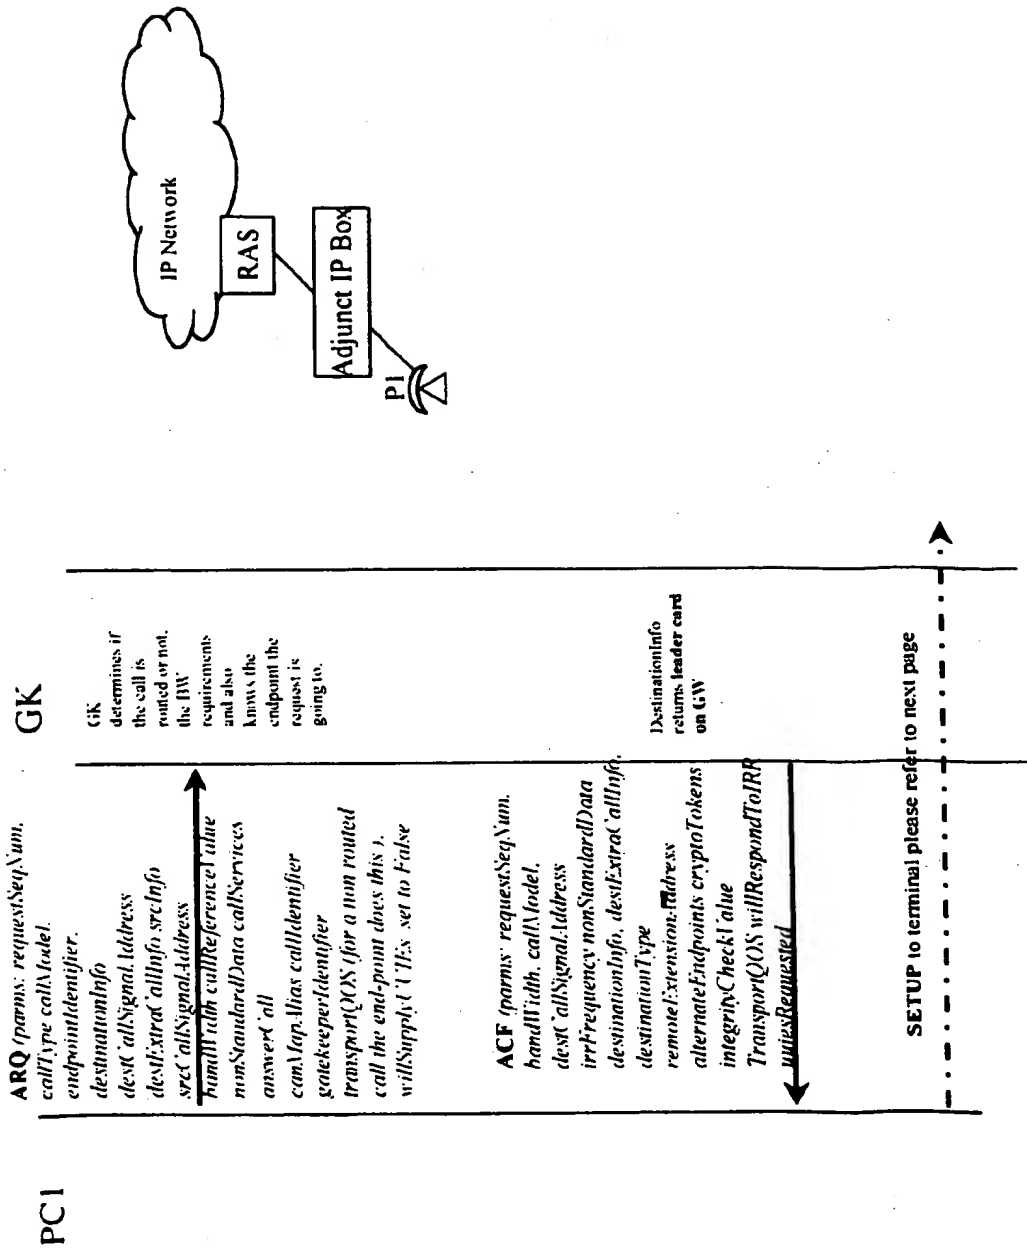 PC1
GK
ARQ (parms: requestSeqNum,
callType callModel,
endpointIdentifier,
destinationInfo
destCallSignalAddress
destExtraCallInfo srcInfo
srcCallSignalAddress
bandWidth callReferenceValue
nonStandardData callServices
answerCall
canMapAlias callIdentifier
gatekeeperIdentifier
transportQOS (for a non routed
call the end-point does this ).
willSupplyUUIEs set to False
GK
determines if
the call is
routed or not.
the BW
requirements
and also
knows the
endpoint the
request is
going to.
ACF (parms: requestSeqNum.
bandWidth, callModel,
destCallSignalAddress
irrFrequency nonStandardData
destinationInfo, destExtraCallInfo,
destinationType
remoteExtensionAddress
alternateEndpoints cryptoTokens
integrityCheckValue
TransportQOS willRespondToIRR
uuiesRequested
DestinationInfo
returns leader card
on GW
SETUP to terminal please refer to next page
IP Network
RAS
Adjunct IP Box
P1